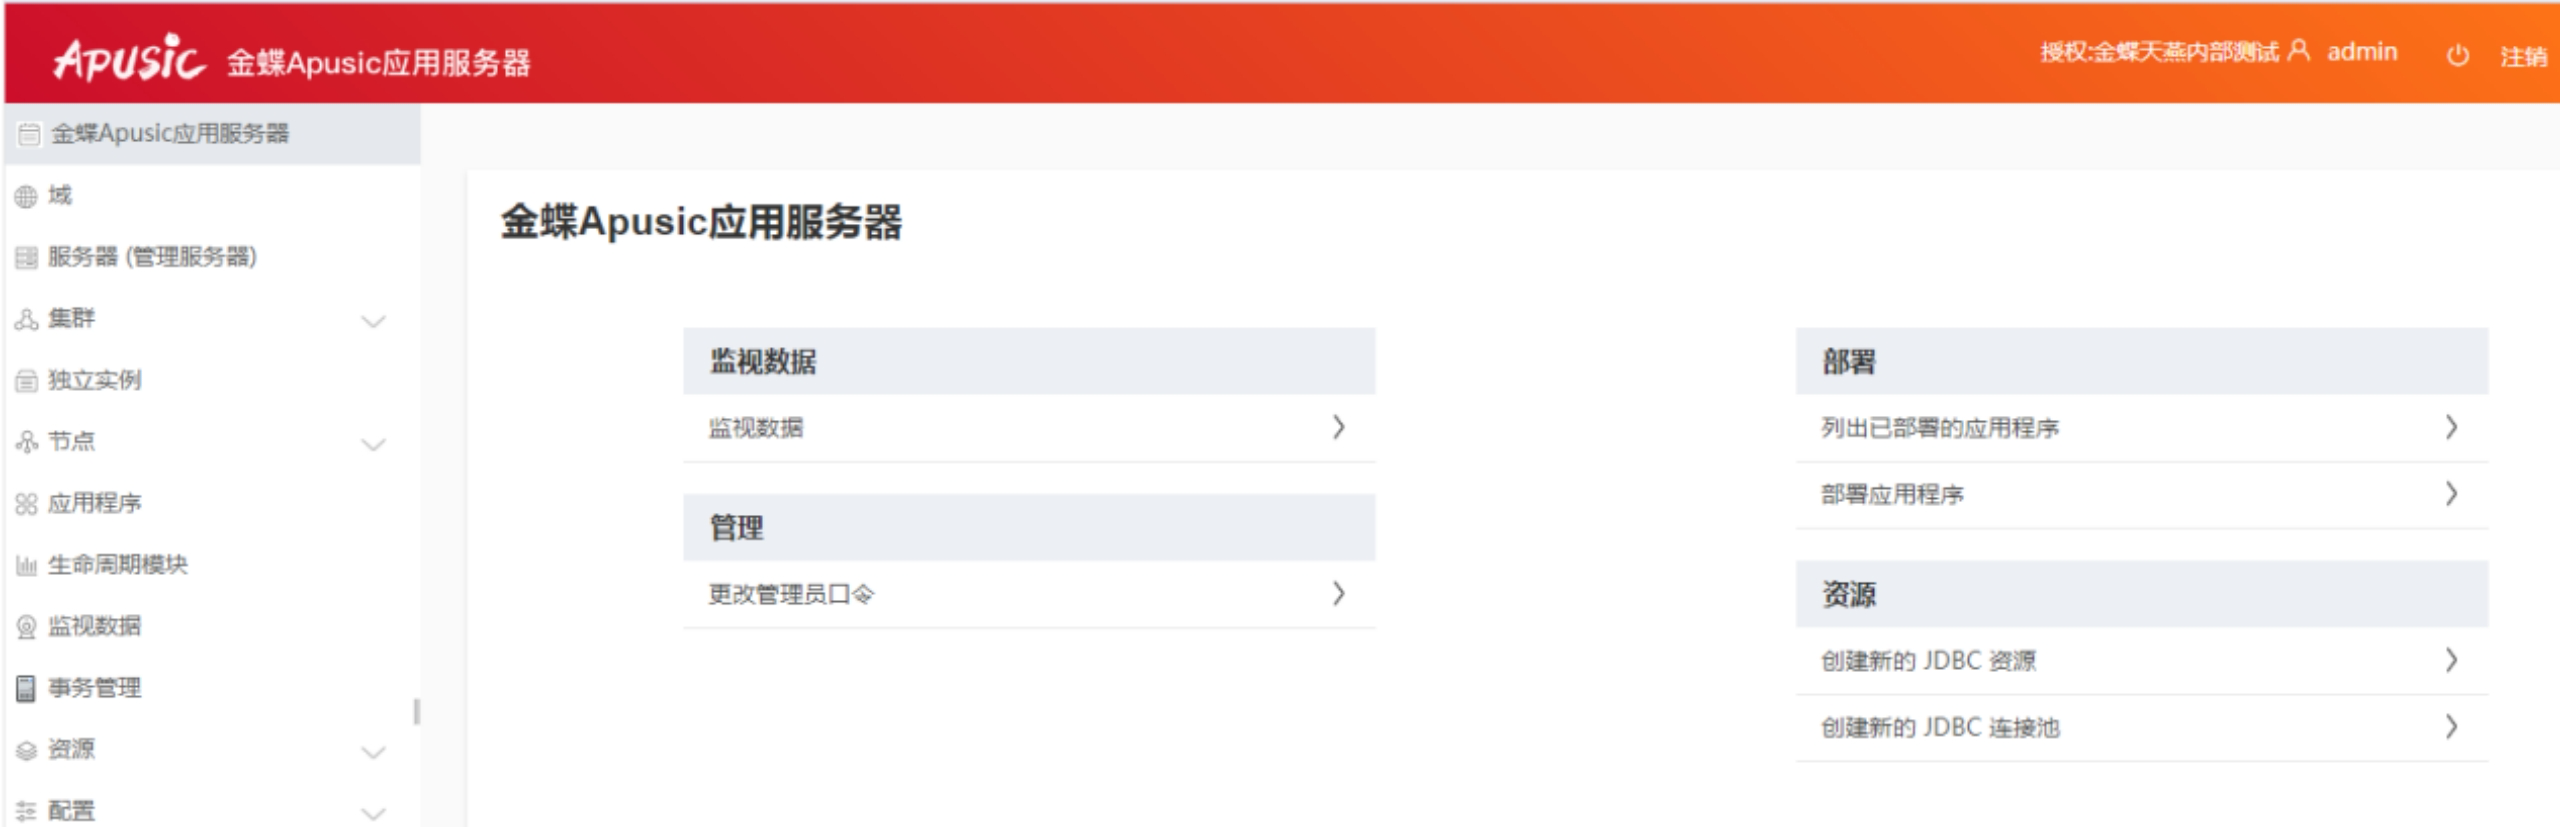 Apusic 金蝶Apusic应用服务器
授权:金蝶天燕内部测试 admin 注销
金蝶Apusic应用服务器
域
服务器 (管理服务器)
集群
独立实例
节点
应用程序
生命周期模块
监视数据
事务管理
资源
配置
金蝶Apusic应用服务器
监视数据
监视数据
管理
更改管理员口令
部署
列出已部署的应用程序
部署应用程序
资源
创建新的 JDBC 资源
创建新的 JDBC 连接池